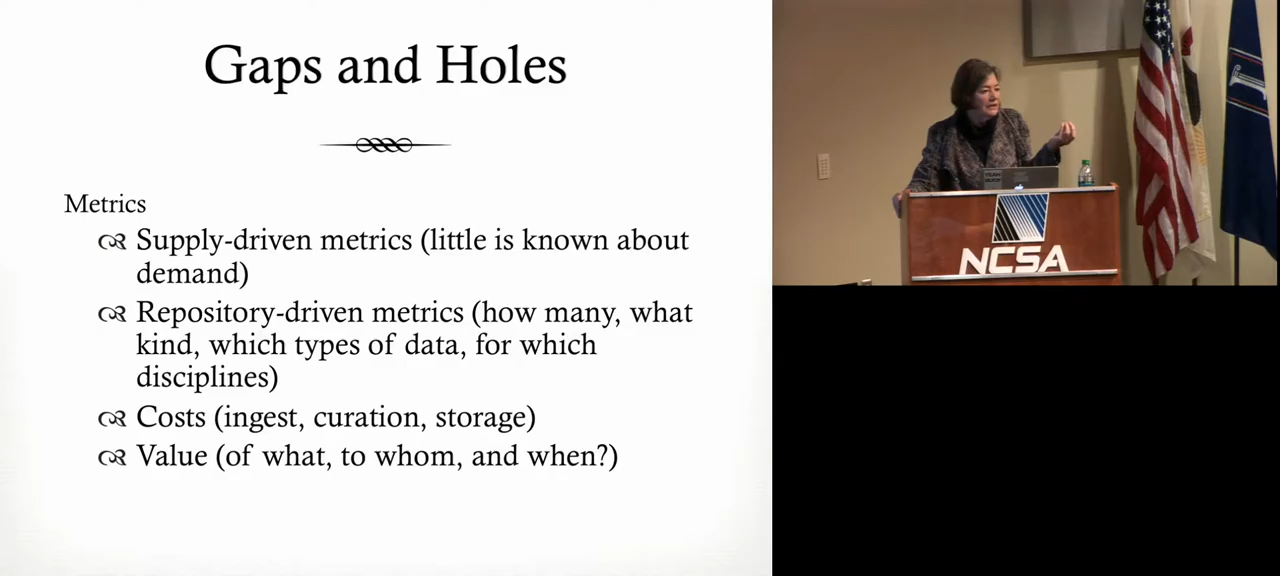 Gaps and Holes
Metrics
Supply-driven metrics (little is known about
demand)
Repository-driven metrics (how many, what
kind, which types of data, for which
disciplines)
Costs (ingest, curation, storage)
Value (of what, to whom, and when?)
NCSA